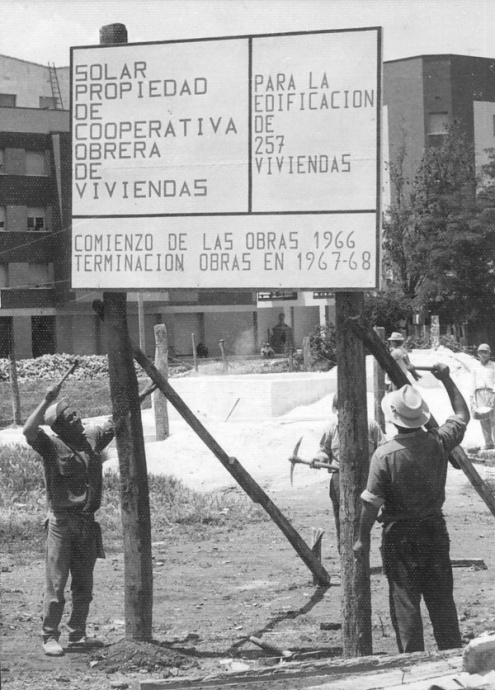 SOLAR
PROPIEDAD
DE
COOPERATIVA
OBRERA
DE
VIVIENDAS
PARA LA
EDIFICACION
DE
257
VIVIENDAS
COMIENZO DE LAS OBRAS 1966
TERMINACION OBRAS EN 1967-68